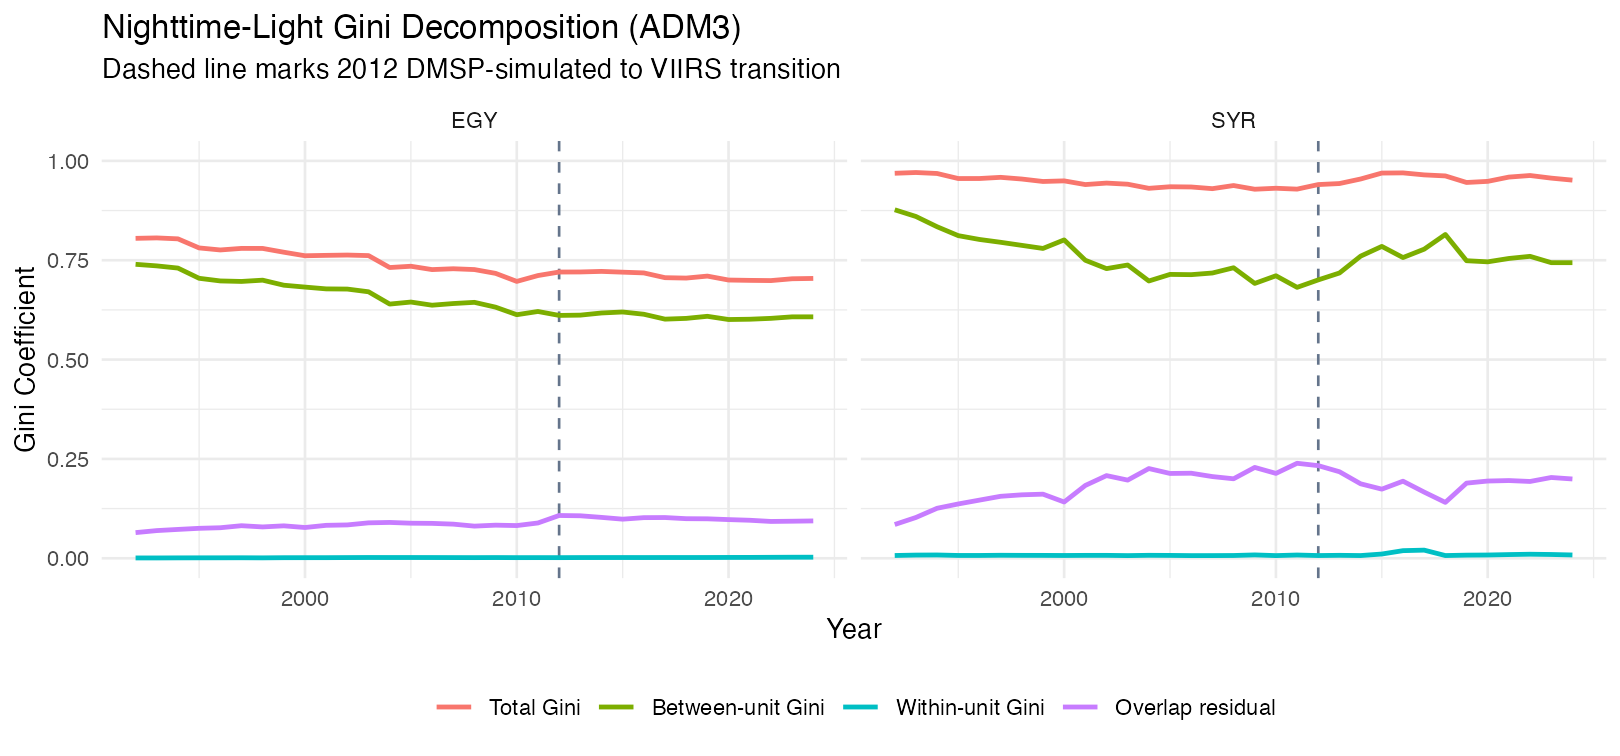 Nighttime-Light Gini Decomposition (ADM3)
Dashed line marks 2012 DMSP-simulated to VIIRS transition
EGY
SYR
Gini Coefficient
1.00
0.75
0.50
0.25
0.00
2000 2010 2020
2000 2010 2020
Year
Total Gini Between-unit Gini Within-unit Gini Overlap residual